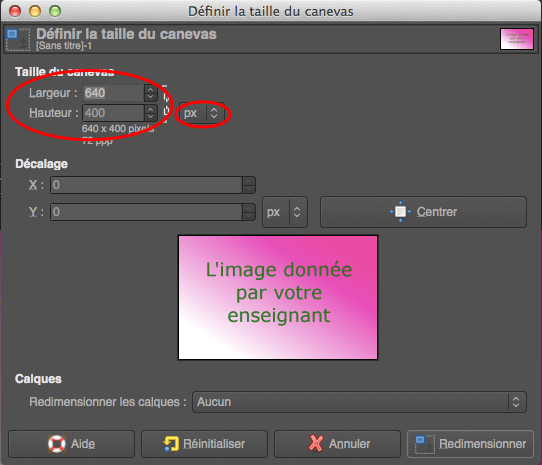 Définir la taille du canevas
Définir la taille du canevas
[Sans titre]-1
Taille du canevas
Largeur : 640
Hauteur : 400
px
640 x 400 pixels
72 ppp
Décalage
X : 0
Y : 0
px
Centrer
L'image donnée
par votre
enseignant
Calques
Redimensionner les calques : Aucun
Aide
Réinitialiser
Annuler
Redimensionner